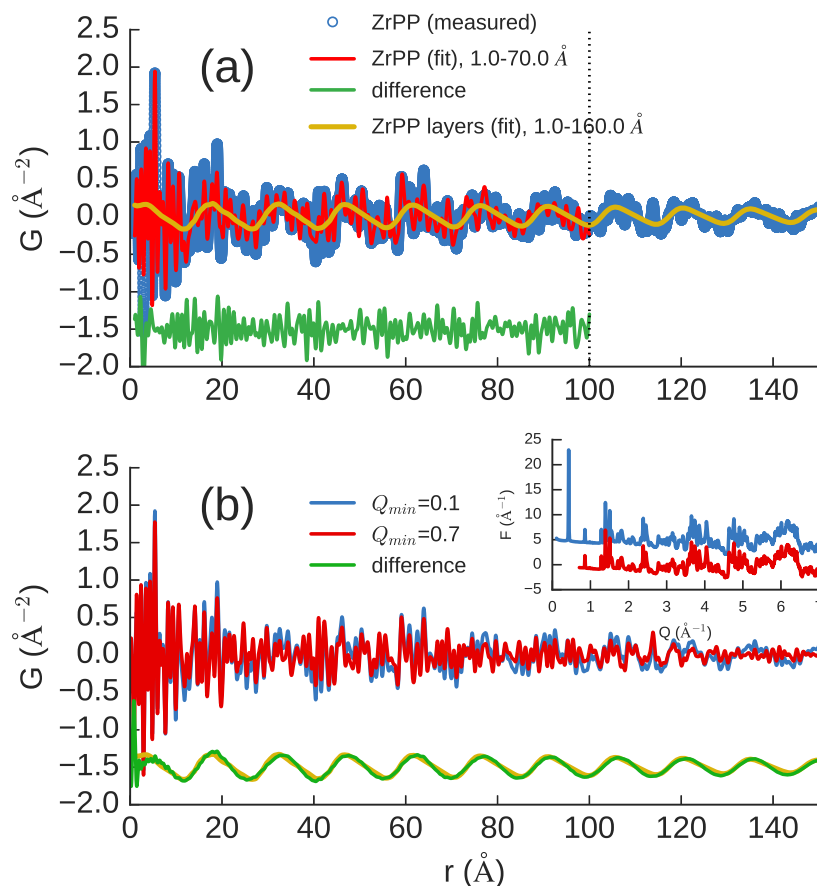 2.5
2.0
1.5
1.0
0.5
0.0
−0.5
−1.0
−1.5
−2.0
G (Å⁻²)
(a)
ZrPP (measured)
ZrPP (fit), 1.0-70.0 Å
difference
ZrPP layers (fit), 1.0-160.0 Å
0 20 40 60 80 100 120 140
2.5
2.0
1.5
1.0
0.5
0.0
−0.5
−1.0
−1.5
−2.0
G (Å⁻²)
(b)
Qmin=0.1
Qmin=0.7
difference
25
20
15
10
5
0
−5
F (Å⁻¹)
0 1 2 3 4 5 6 7
Q (Å⁻¹)
0 20 40 60 80 100 120 140
r (Å)